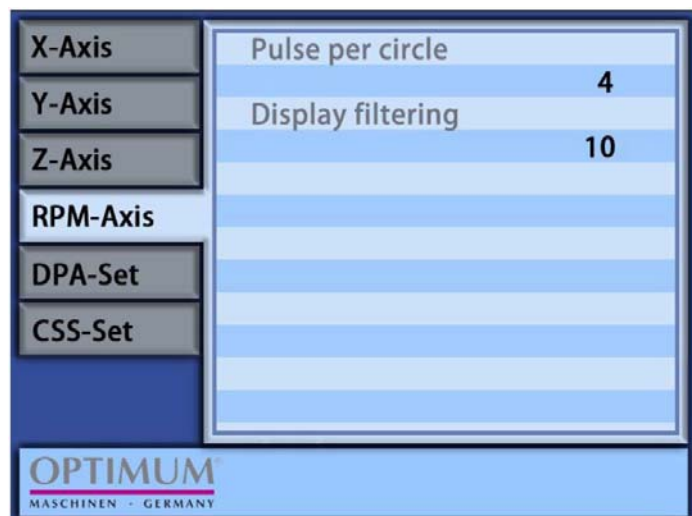 X-Axis
Y-Axis
Z-Axis
RPM-Axis
DPA-Set
CSS-Set
Pulse per circle
4
Display filtering
10
OPTIMUM
MASCHINEN - GERMANY